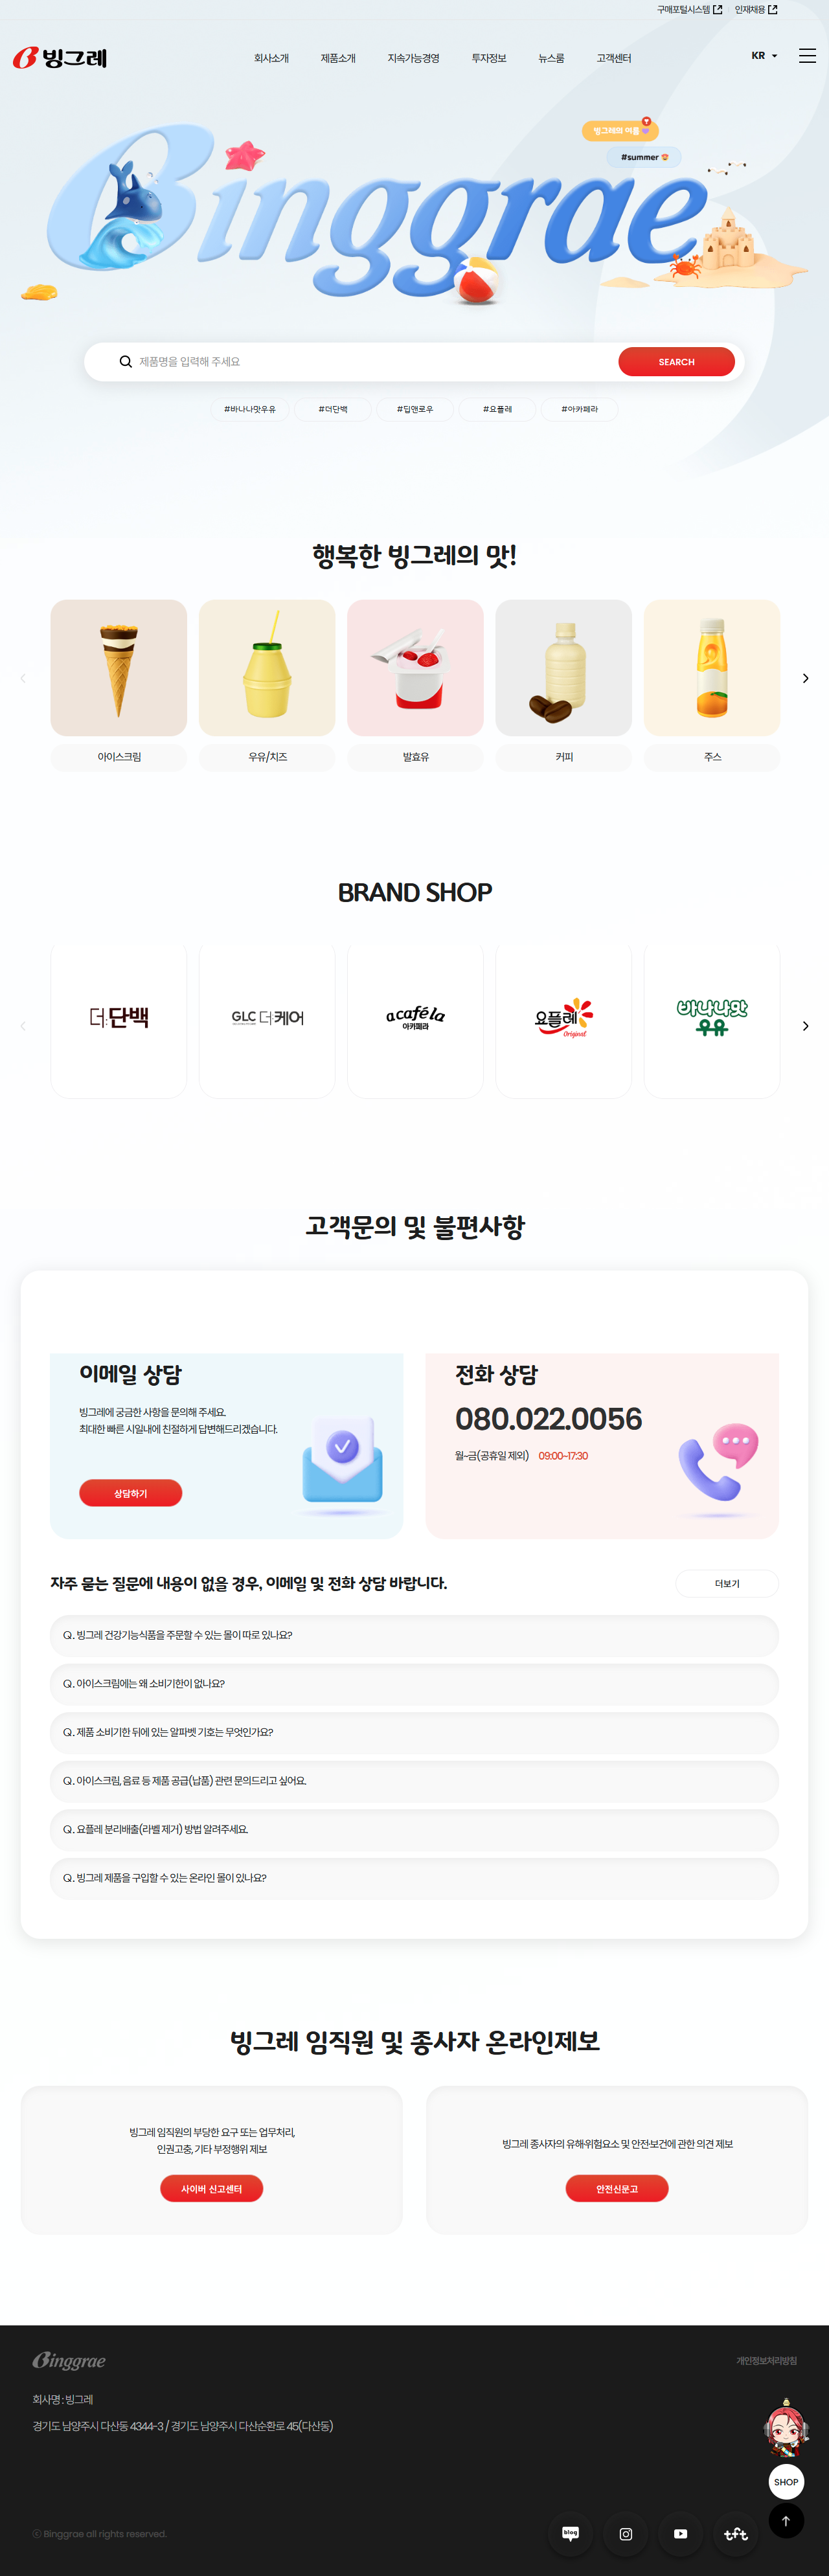 구매포털시스템
인재채용
빙그레
회사소개
제품소개
지속가능경영
투자정보
뉴스룸
고객센터
KR
빙그레의 여름
#summer
Binggrae
제품명을 입력해 주세요
SEARCH
#바나나맛우유
#더단백
#딥앤로우
#요플레
#아카페라
행복한 빙그레의 맛!
아이스크림
우유/치즈
발효유
커피
주스
BRAND SHOP
더:단백
GLC 더:케어
acaféla
아카페라
요플레
Original
바나나맛
우유
고객문의 및 불편사항
이메일 상담
빙그레에 궁금한 사항을 문의해 주세요.
최대한 빠른 시일내에 친절하게 답변해드리겠습니다.
상담하기
전화 상담
080.022.0056
월~금(공휴일 제외) 09:00~17:30
자주 묻는 질문에 내용이 없을 경우, 이메일 및 전화 상담 바랍니다.
더보기
Q. 빙그레 건강기능식품을 주문할 수 있는 몰이 따로 있나요?
Q. 아이스크림에는 왜 소비기한이 없나요?
Q. 제품 소비기한 뒤에 있는 알파벳 기호는 무엇인가요?
Q. 아이스크림, 음료 등 제품 공급(납품) 관련 문의드리고 싶어요.
Q. 요플레 분리배출(라벨 제거) 방법 알려주세요.
Q. 빙그레 제품을 구입할 수 있는 온라인 몰이 있나요?
빙그레 임직원 및 종사자 온라인제보
빙그레 임직원의 부당한 요구 또는 업무처리,
인권고충, 기타 부정행위 제보
사이버 신고센터
빙그레 종사자의 유해·위험요소 및 안전·보건에 관한 의견 제보
안전신문고
Binggrae
개인정보처리방침
회사명 : 빙그레
경기도 남양주시 다산동 4344-3 / 경기도 남양주시 다산순환로 45(다산동)
SHOP
ⓒ Binggrae all rights reserved.
blog
tft